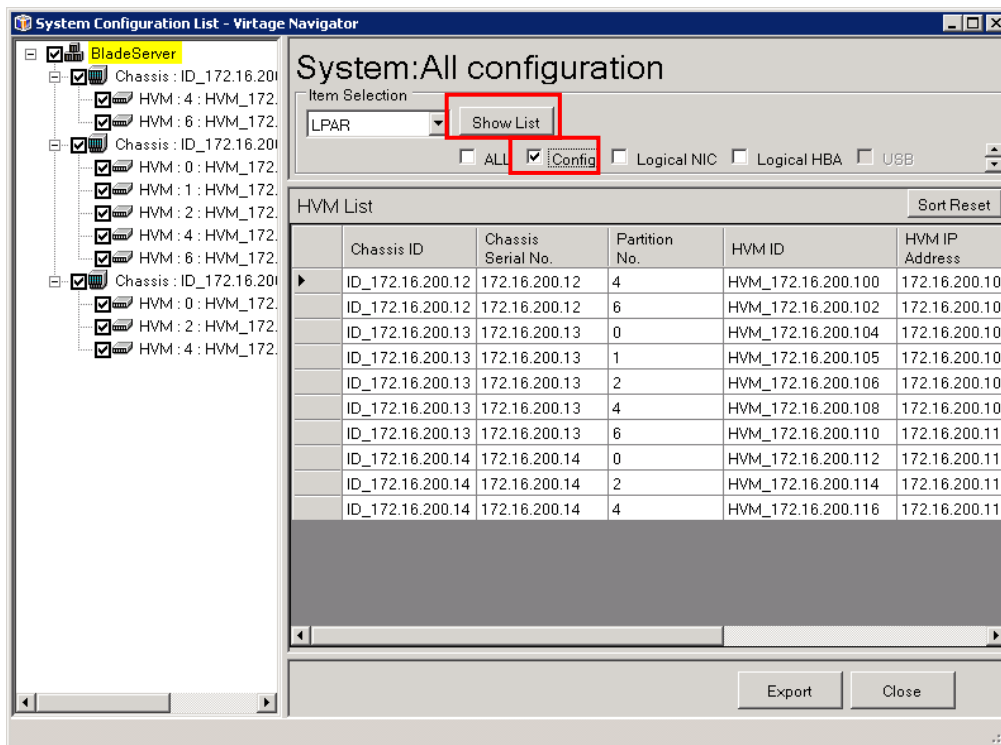 System Configuration List - Virtage Navigator
BladeServer
Chassis : ID_172.16.20
HVM : 4 : HVM_172.
HVM : 6 : HVM_172.
Chassis : ID_172.16.20
HVM : 0 : HVM_172.
HVM : 1 : HVM_172.
HVM : 2 : HVM_172.
HVM : 4 : HVM_172.
HVM : 6 : HVM_172.
Chassis : ID_172.16.20
HVM : 0 : HVM_172.
HVM : 2 : HVM_172.
HVM : 4 : HVM_172.
System:All configuration
Item Selection
LPAR Show List
ALL Config Logical NIC Logical HBA USB
HVM List Sort Reset
Chassis ID Chassis Serial No. Partition No. HVM ID HVM IP Address
ID_172.16.200.12 172.16.200.12 4 HVM_172.16.200.100 172.16.200.10
ID_172.16.200.12 172.16.200.12 6 HVM_172.16.200.102 172.16.200.10
ID_172.16.200.13 172.16.200.13 0 HVM_172.16.200.104 172.16.200.10
ID_172.16.200.13 172.16.200.13 1 HVM_172.16.200.105 172.16.200.10
ID_172.16.200.13 172.16.200.13 2 HVM_172.16.200.106 172.16.200.10
ID_172.16.200.13 172.16.200.13 4 HVM_172.16.200.108 172.16.200.10
ID_172.16.200.13 172.16.200.13 6 HVM_172.16.200.110 172.16.200.11
ID_172.16.200.14 172.16.200.14 0 HVM_172.16.200.112 172.16.200.11
ID_172.16.200.14 172.16.200.14 2 HVM_172.16.200.114 172.16.200.11
ID_172.16.200.14 172.16.200.14 4 HVM_172.16.200.116 172.16.200.11
Export Close